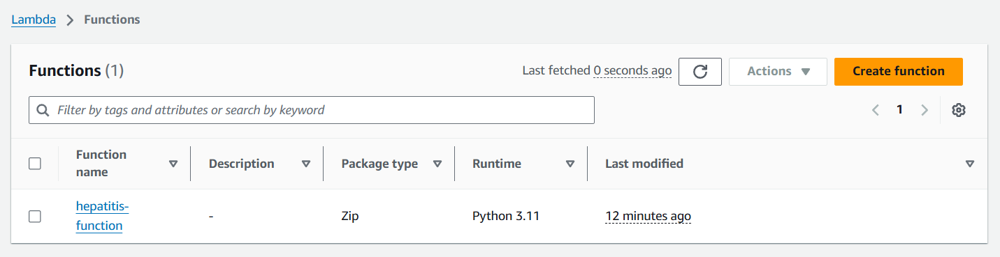 Lambda > Functions
Functions (1)
Last fetched 0 seconds ago
Actions
Create function
Filter by tags and attributes or search by keyword
1
Function
name
Description
Package type
Runtime
Last modified
hepatitis-
function
-
Zip
Python 3.11
12 minutes ago